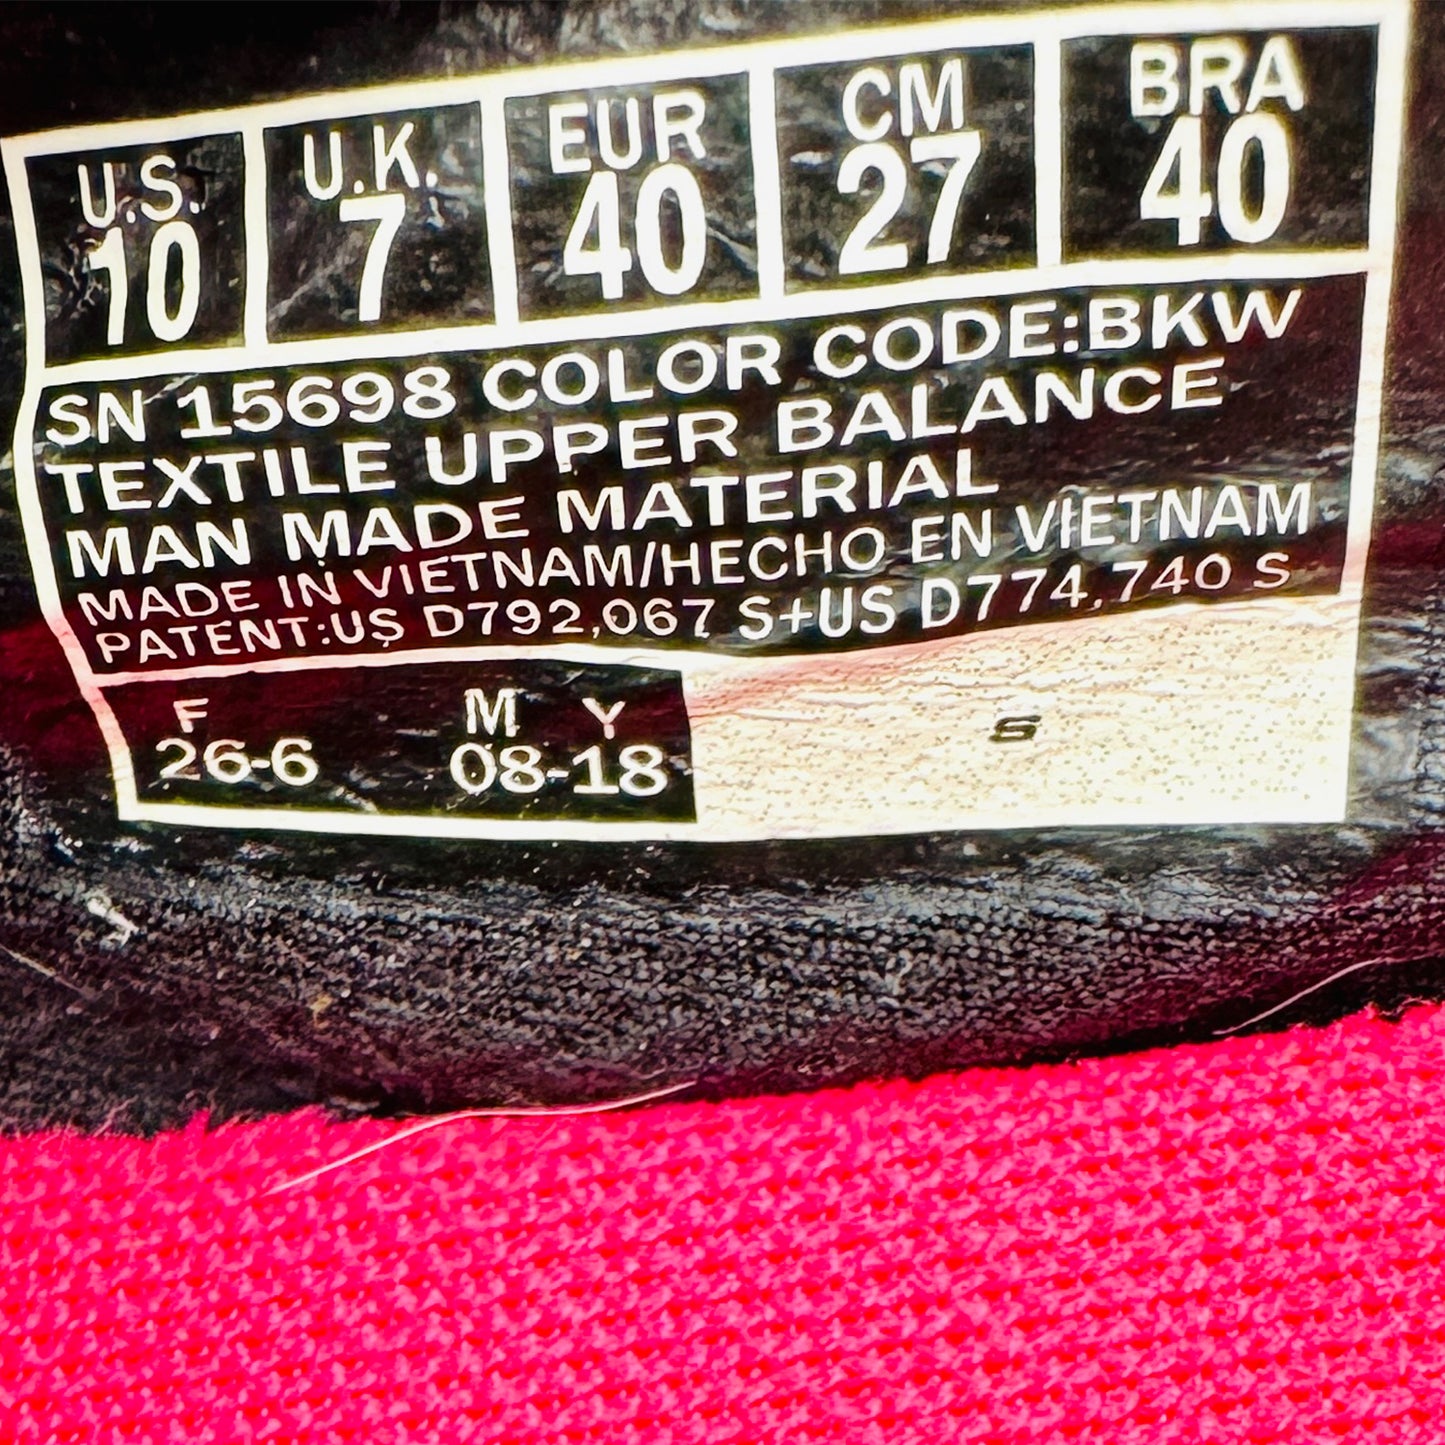 U.S. U.K. EUR CM BRA
10 7 40 27 40
SN 15698 COLOR CODE:BKW
TEXTILE UPPER BALANCE
MAN MADE MATERIAL
MADE IN VIETNAM/HECHO EN VIETNAM
PATENT:US D792,067 S+US D774,740 S
F M Y
26-6 08-18
S